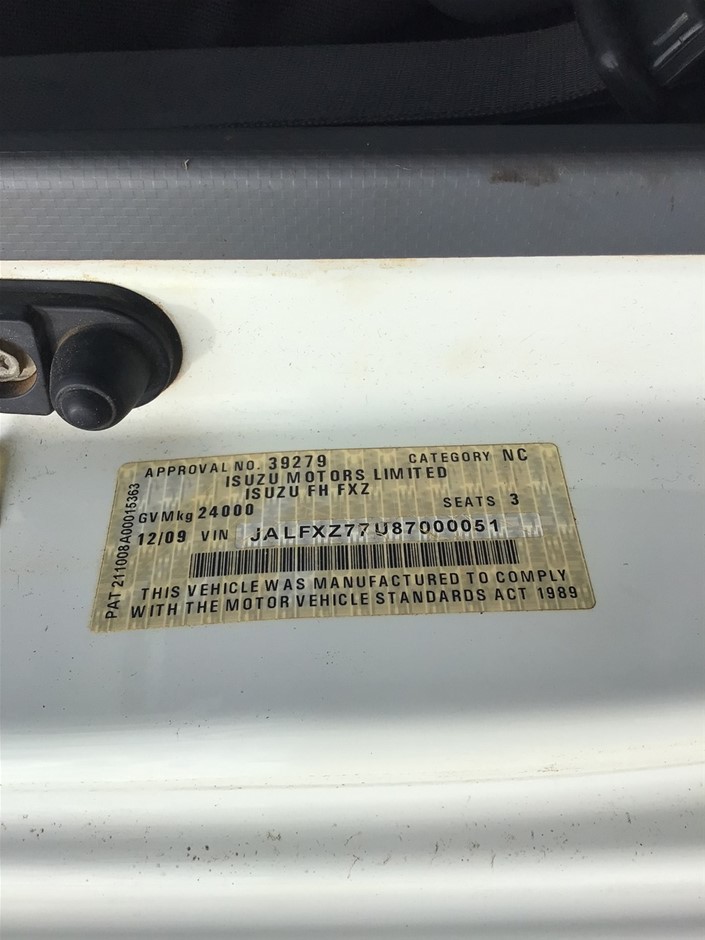 APPROVAL NO. 39279 CATEGORY NC
ISUZU MOTORS LIMITED
ISUZU FH FXZ
GVMkg 24000 SEATS 3
12/09 VIN JALFXZ77U87000051
THIS VEHICLE WAS MANUFACTURED TO COMPLY
WITH THE MOTOR VEHICLE STANDARDS ACT 1989
PAT 211008A00015363